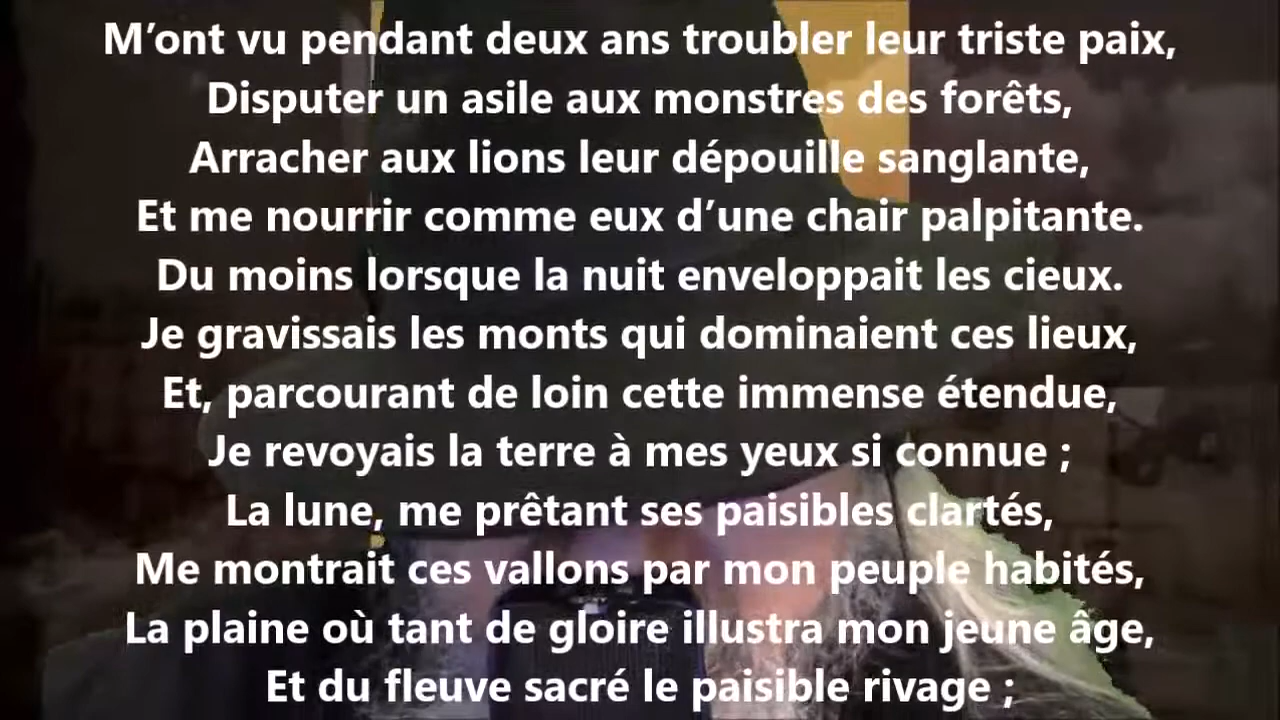 M’ont vu pendant deux ans troubler leur triste paix,
Disputer un asile aux monstres des forêts,
Arracher aux lions leur dépouille sanglante,
Et me nourrir comme eux d’une chair palpitante.
Du moins lorsque la nuit enveloppait les cieux.
Je gravissais les monts qui dominaient ces lieux,
Et, parcourant de loin cette immense étendue,
Je revoyais la terre à mes yeux si connue ;
La lune, me prêtant ses paisibles clartés,
Me montrait ces vallons par mon peuple habités,
La plaine où tant de gloire illustra mon jeune âge,
Et du fleuve sacré le paisible rivage ;